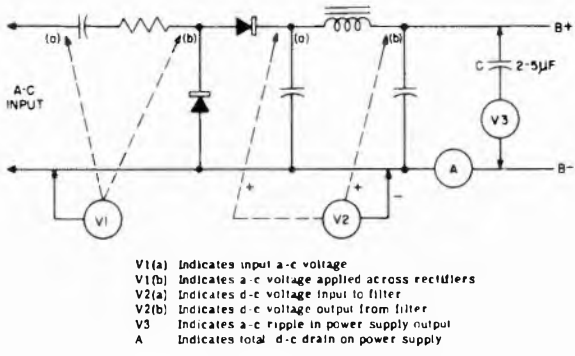 (a) (b) (a) (b) B+
A-C
INPUT
C 2-5µF
V3
+ + -
V1 V2 A B-
V1(a) Indicates input a-c voltage
V1(b) Indicates a-c voltage applied across rectifiers
V2(a) Indicates d-c voltage input to filter
V2(b) Indicates d-c voltage output from filter
V3 Indicates a-c ripple in power supply output
A Indicates total d-c drain on power supply